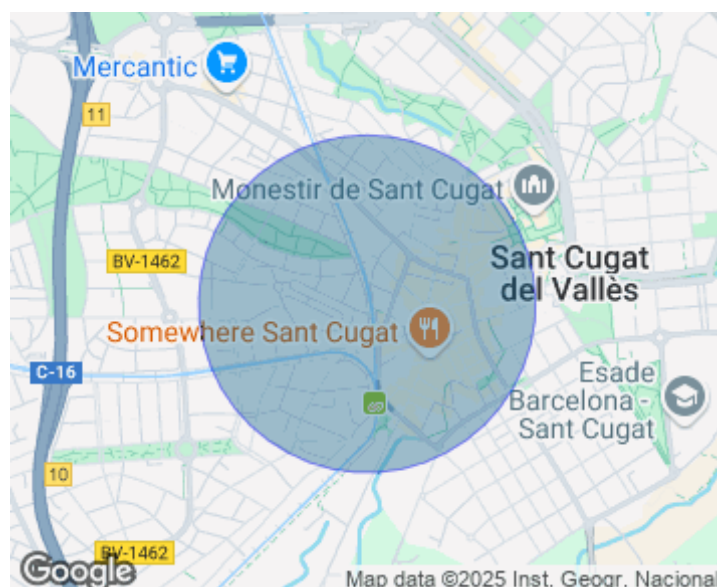 Mercantic
11
Monestir de Sant Cugat
BV-1462
Sant Cugat
del Vallès
Somewhere Sant Cugat
C-16
Esade
Barcelona -
Sant Cugat
10
BV-1462
Google
Map data ©2025 Inst. Geogr. Nacional